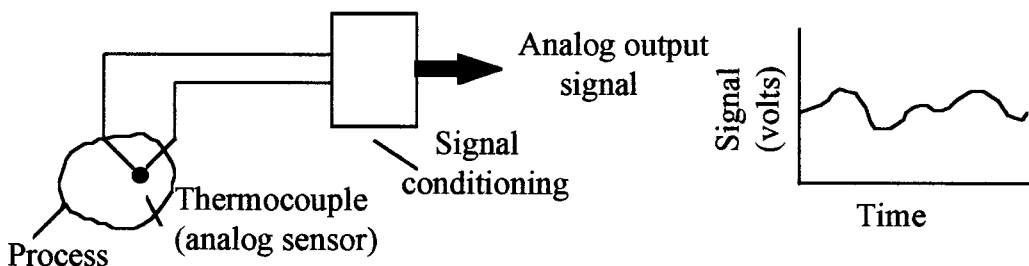 Analog output
signal
Signal
conditioning
Thermocouple
(analog sensor)
Process
Signal
(volts)
Time